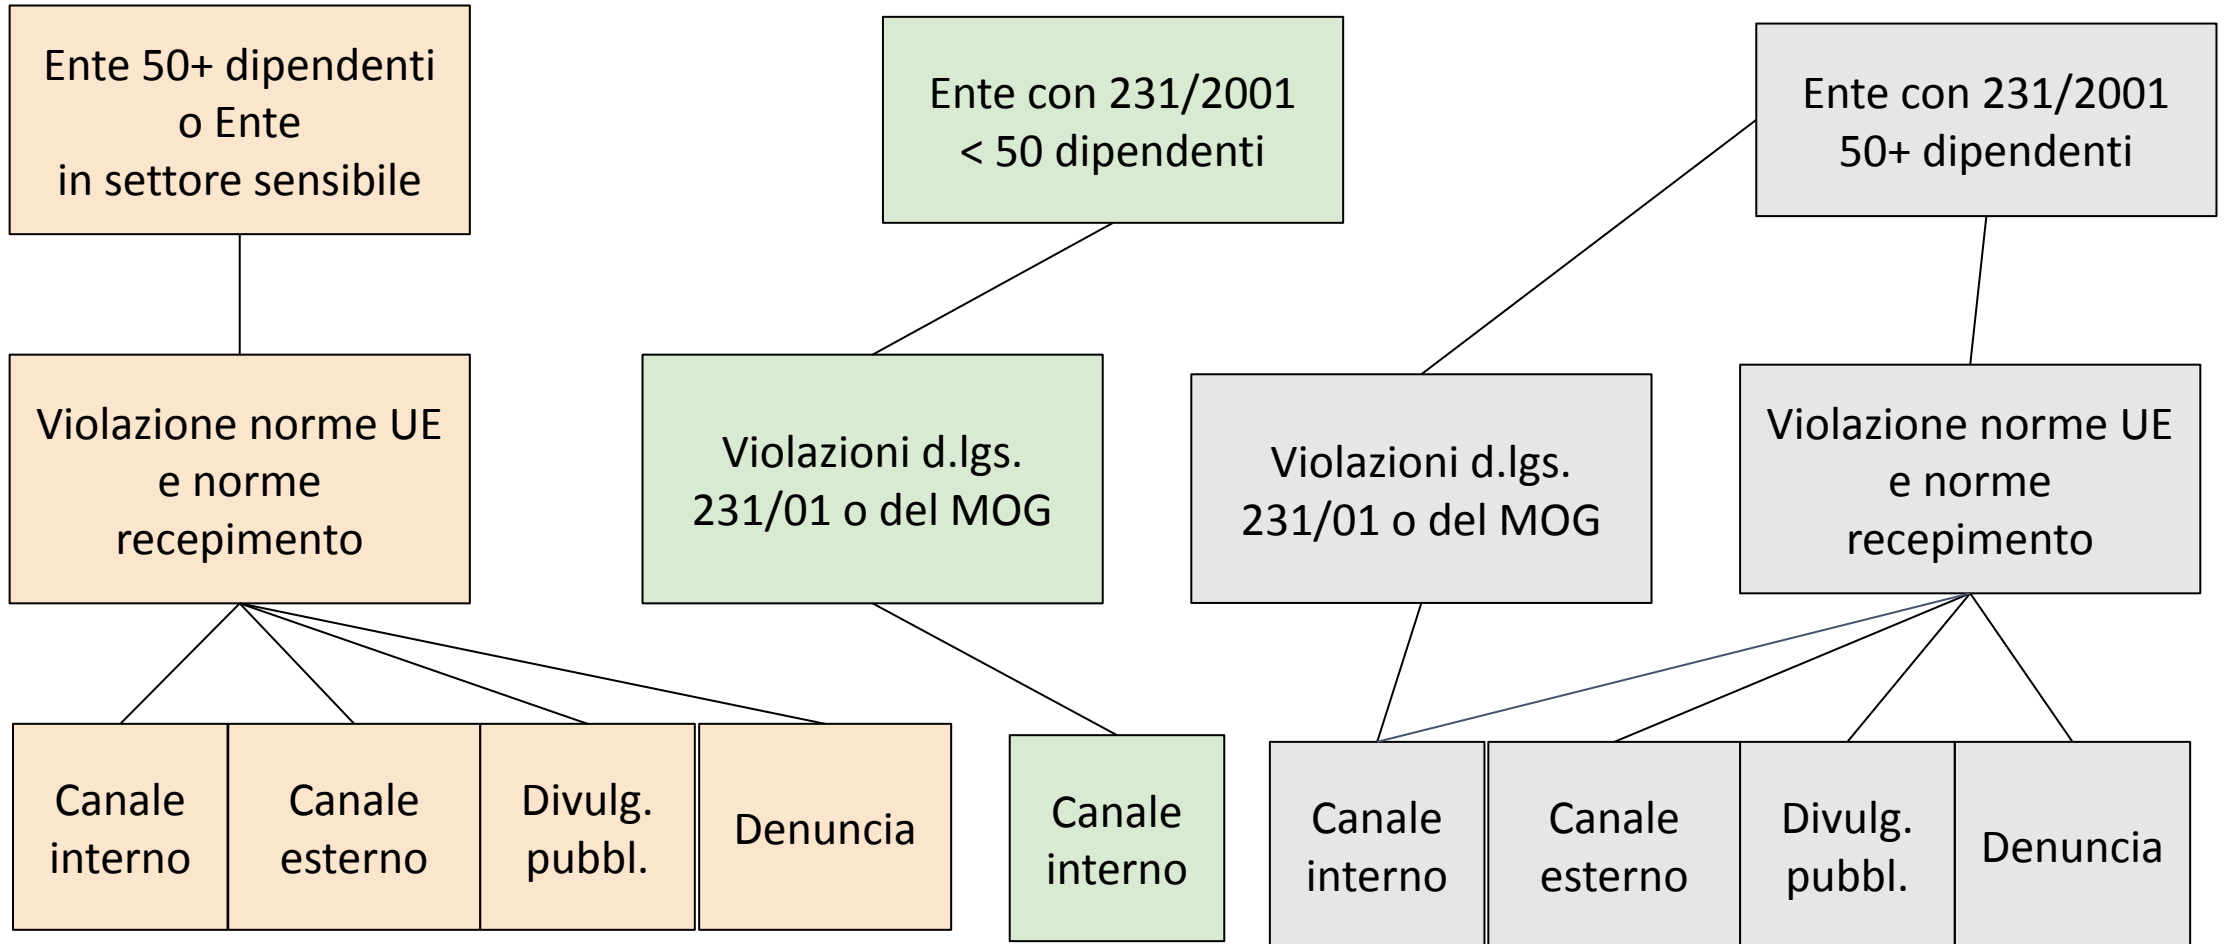 Ente 50+ dipendenti
o Ente
in settore sensibile
Ente con 231/2001
< 50 dipendenti
Ente con 231/2001
50+ dipendenti
Violazione norme UE
e norme
recepimento
Violazioni d.lgs.
231/01 o del MOG
Violazioni d.lgs.
231/01 o del MOG
Violazione norme UE
e norme
recepimento
Canale
interno
Canale
esterno
Divulg.
pubbl.
Denuncia
Canale
interno
Canale
interno
Canale
esterno
Divulg.
pubbl.
Denuncia